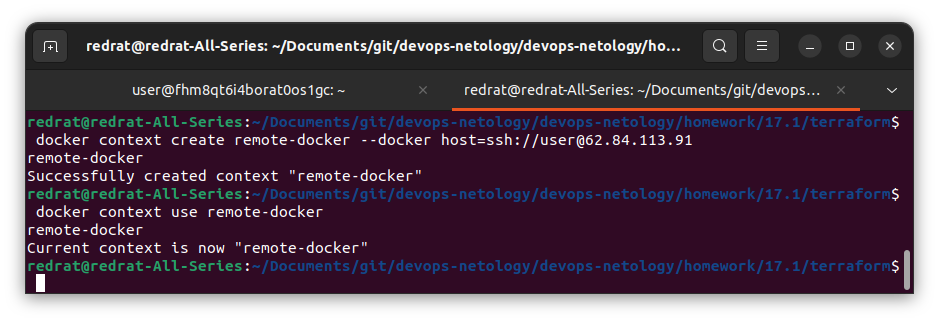 redrat@redrat-All-Series: ~/Documents/git/devops-netology/devops-netology/ho...
user@fhm8qt6i4borat0os1gc: ~
redrat@redrat-All-Series: ~/Documents/git/devops...
redrat@redrat-All-Series:~/Documents/git/devops-netology/devops-netology/homework/17.1/terraform$
docker context create remote-docker --docker host=ssh://user@62.84.113.91
remote-docker
Successfully created context "remote-docker"
redrat@redrat-All-Series:~/Documents/git/devops-netology/devops-netology/homework/17.1/terraform$
docker context use remote-docker
remote-docker
Current context is now "remote-docker"
redrat@redrat-All-Series:~/Documents/git/devops-netology/devops-netology/homework/17.1/terraform$